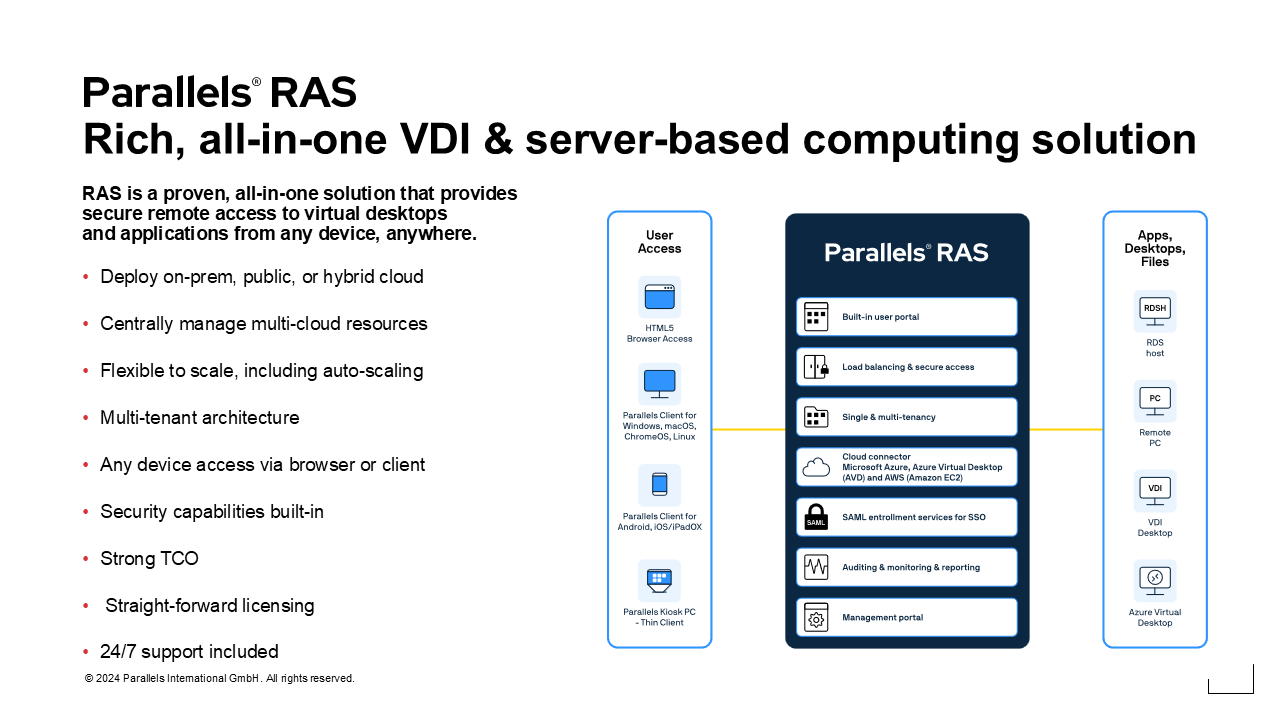 Parallels® RAS
Rich, all-in-one VDI & server-based computing solution
RAS is a proven, all-in-one solution that provides
secure remote access to virtual desktops
and applications from any device, anywhere.
• Deploy on-prem, public, or hybrid cloud
• Centrally manage multi-cloud resources
• Flexible to scale, including auto-scaling
• Multi-tenant architecture
• Any device access via browser or client
• Security capabilities built-in
• Strong TCO
• Straight-forward licensing
• 24/7 support included
© 2024 Parallels International GmbH. All rights reserved.
User
Access
HTML5
Browser Access
Parallels Client for
Windows, macOS,
ChromeOS, Linux
Parallels Client for
Android, iOS/iPadOX
Parallels Kiosk PC
- Thin Client
Parallels® RAS
Built-in user portal
Load balancing & secure access
Single & multi-tenancy
Cloud connector
Microsoft Azure, Azure Virtual Desktop
(AVD) and AWS (Amazon EC2)
SAML
SAML entrollment services for SSO
Auditing & monitoring & reporting
Management portal
Apps,
Desktops,
Files
RDSH
RDS
host
PC
Remote
PC
VDI
VDI
Desktop
Azure Virtual
Desktop